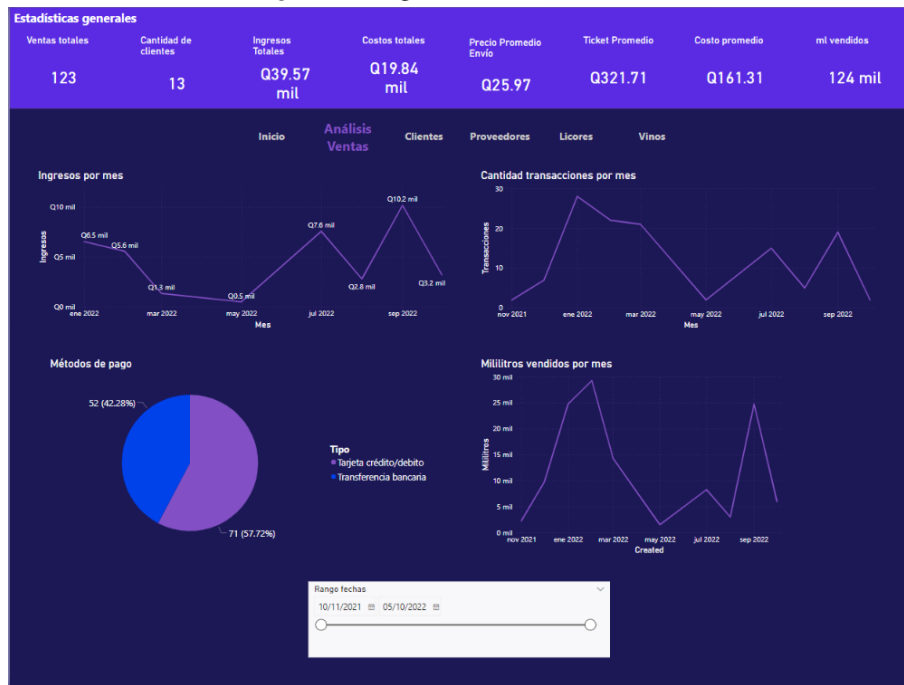 Estadísticas generales
Ventas totales
123
Cantidad de
clientes
13
Ingresos
Totales
Q39.57
mil
Costos totales
Q19.84
mil
Precio Promedio
Envío
Q25.97
Ticket Promedio
Q321.71
Costo promedio
Q161.31
ml vendidos
124 mil
Inicio
Análisis
Ventas
Clientes
Proveedores
Licores
Vinos
Ingresos por mes
Ingresos
Q10 mil
Q5 mil
Q0 mil
Q6.5 mil
Q5.6 mil
Q1.3 mil
Q0.5 mil
Q7.6 mil
Q2.8 mil
Q10.2 mil
Q3.2 mil
ene 2022 mar 2022 may 2022 jul 2022 sep 2022
Mes
Cantidad transacciones por mes
Transacciones
30
20
10
0
nov 2021 ene 2022 mar 2022 may 2022 jul 2022 sep 2022
Mes
Métodos de pago
52 (42.28%)
71 (57.72%)
Tipo
Tarjeta crédito/debito
Transferencia bancaria
Mililitros vendidos por mes
Mililitros
30 mil
25 mil
20 mil
15 mil
10 mil
5 mil
0 mil
nov 2021 ene 2022 mar 2022 may 2022 jul 2022 sep 2022
Created
Rango fechas
10/11/2021 05/10/2022